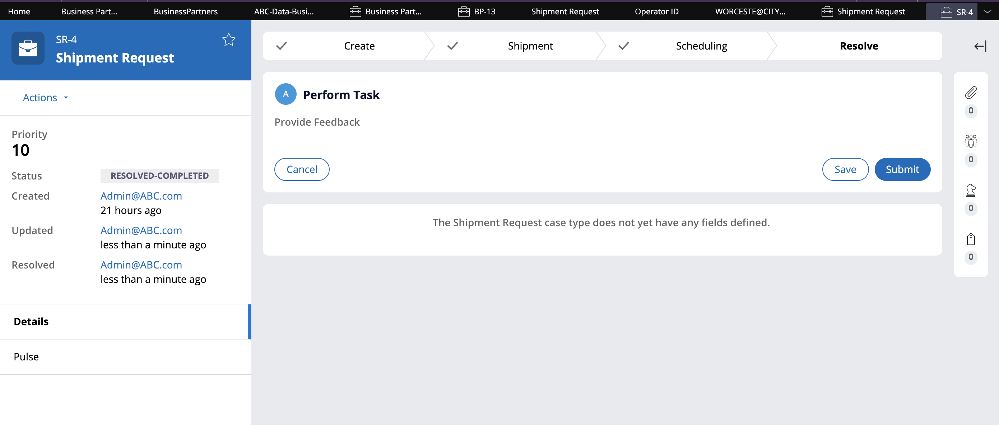 Home
Business Part...
BusinessPartners
ABC-Data-Busi...
Business Part...
BP-13
Shipment Request
Operator ID
WORCESTE@CITY...
Shipment Request
SR-4
SR-4
Shipment Request
Actions
Priority
10
Status RESOLVED-COMPLETED
Created Admin@ABC.com
21 hours ago
Updated Admin@ABC.com
less than a minute ago
Resolved Admin@ABC.com
less than a minute ago
Details
Pulse
Create
Shipment
Scheduling
Resolve
A Perform Task
Provide Feedback
Cancel
Save
Submit
The Shipment Request case type does not yet have any fields defined.
0
0
0
0